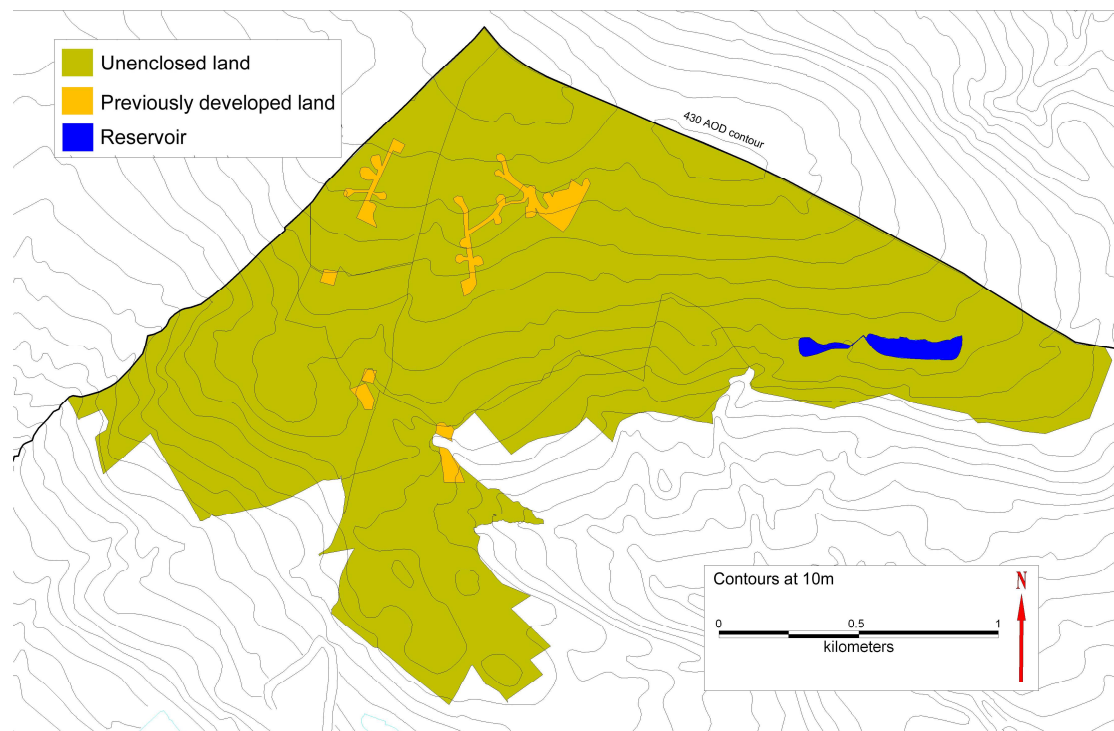 Unenclosed land
Previously developed land
Reservoir
430 AOD contour
Contours at 10m
N
0 0.5 1
kilometers